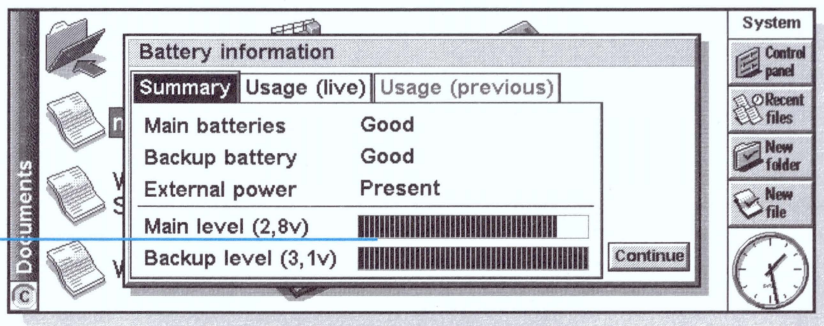 System
Battery information
Control panel
Summary Usage (live) Usage (previous)
Main batteries Good
Recent files
Backup battery Good
New folder
External power Present
New file
Main level (2,8v)
Backup level (3,1v)
Continue
Documents
C